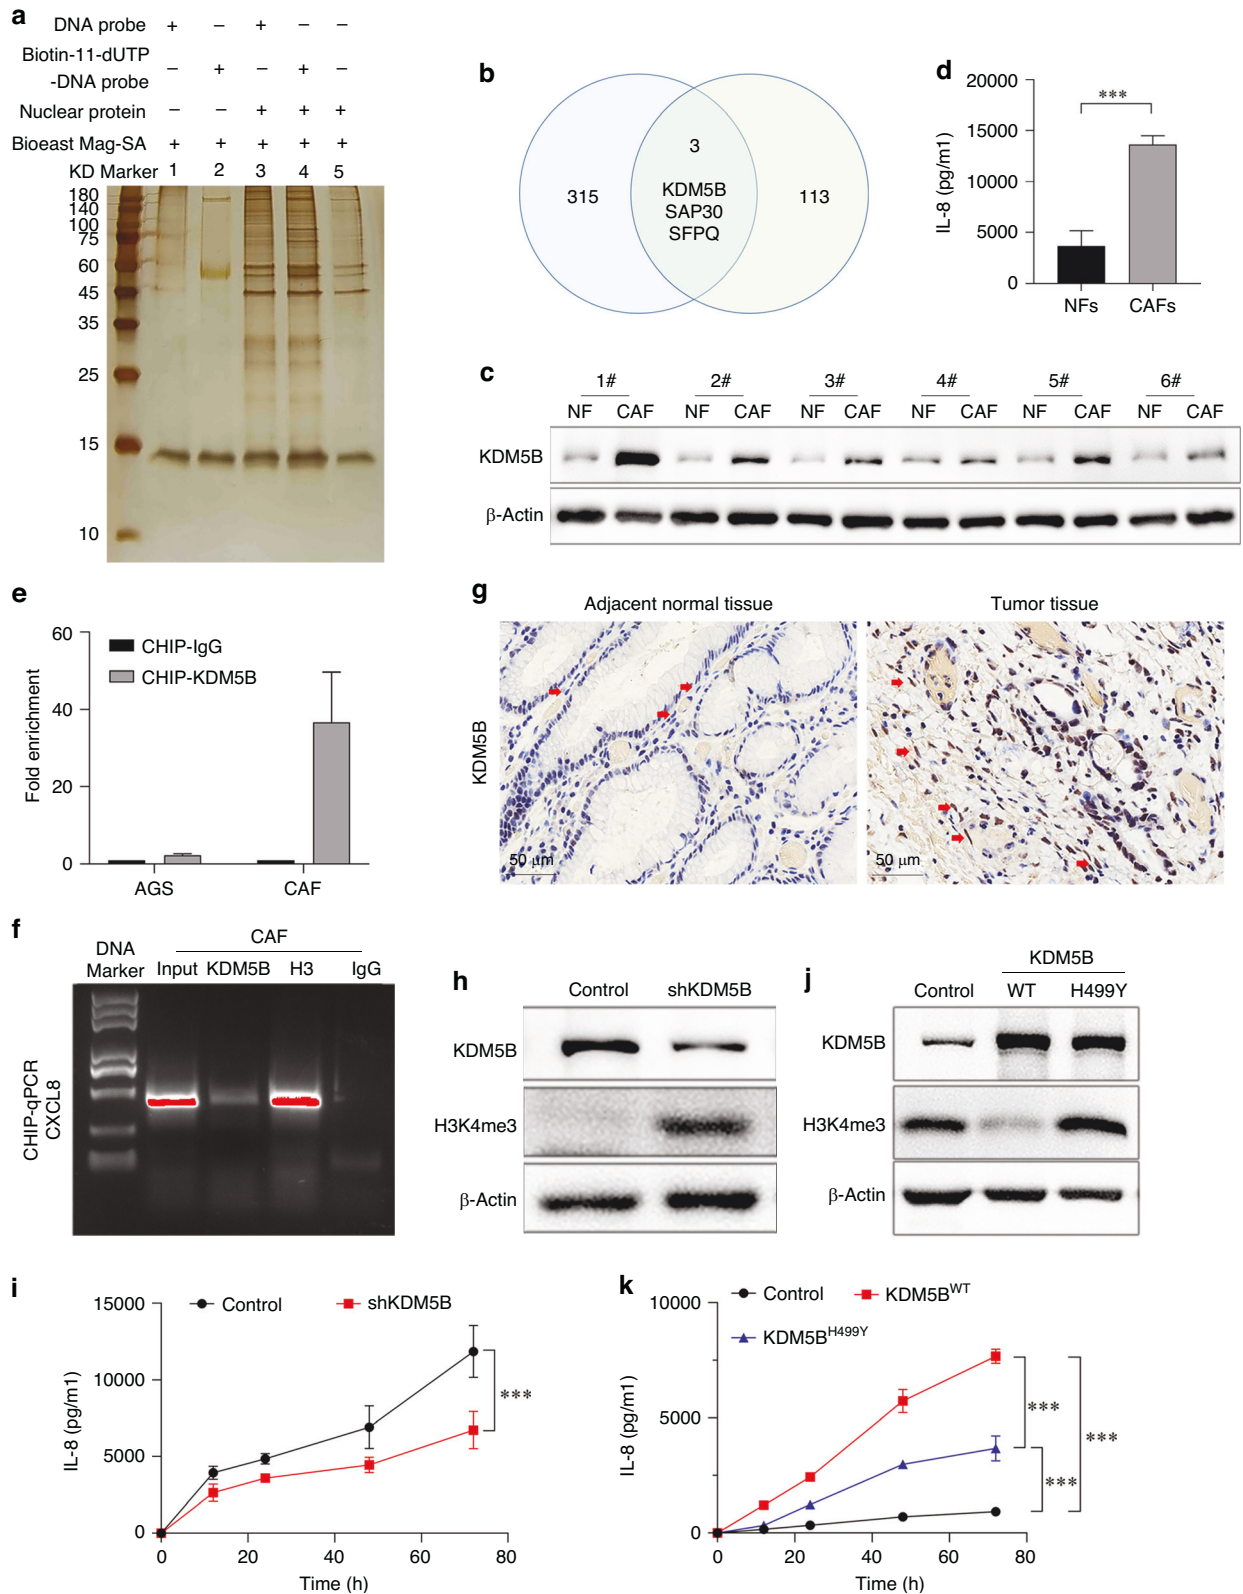 a
DNA probe + – + – –
Biotin-11-dUTP
-DNA probe – + – + –
Nuclear protein – – + + +
Bioeast Mag-SA + + + + +
KD Marker 1 2 3 4 5
180
140
100
75
60
45
35
25
15
10
b
315
3
KDM5B
SAP30
SFPQ
113
d
IL-8 (pg/m1)
20000
15000
10000
5000
0
***
NFs CAFs
c
1# 2# 3# 4# 5# 6#
NF CAF NF CAF NF CAF NF CAF NF CAF NF CAF
KDM5B
β-Actin
e
Fold enrichment
60
40
20
0
CHIP-IgG
CHIP-KDM5B
AGS CAF
g
Adjacent normal tissue Tumor tissue
KDM5B
50 μm 50 μm
f
CAF
DNA
Marker Input KDM5B H3 IgG
CHIP-qPCR
CXCL8
h
Control shKDM5B
KDM5B
H3K4me3
β-Actin
j
KDM5B
Control WT H499Y
KDM5B
H3K4me3
β-Actin
i
IL-8 (pg/m1)
15000
10000
5000
0
Control shKDM5B
***
0 20 40 60 80
Time (h)
k
IL-8 (pg/m1)
10000
5000
0
Control KDM5BWT
KDM5BH499Y
***
***
***
0 20 40 60 80
Time (h)